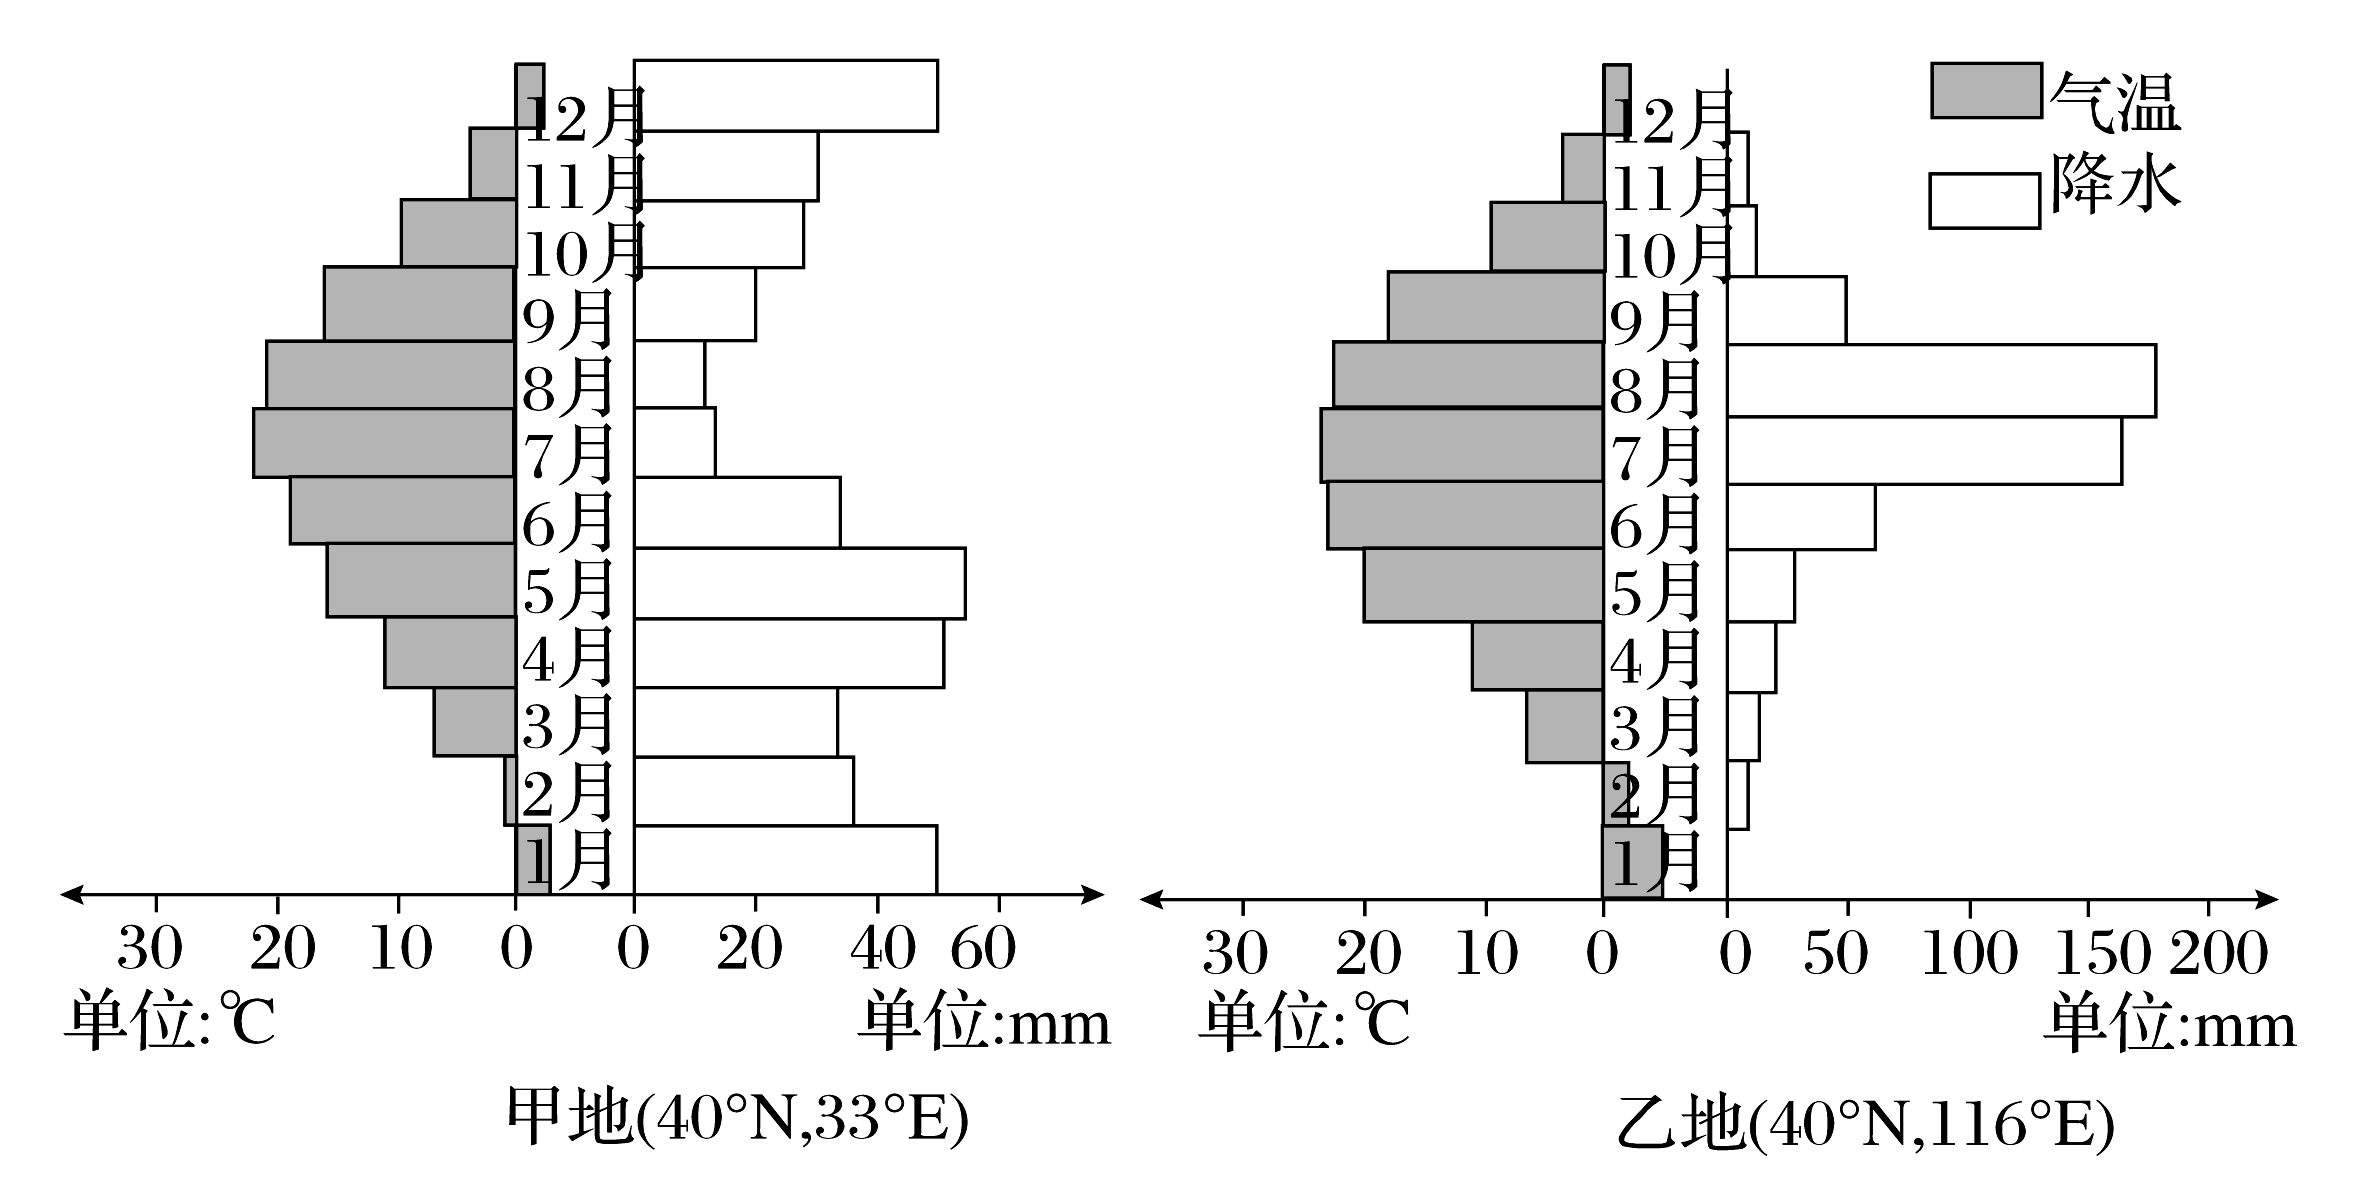 气温
降水
12月
11月
10月
9月
8月
7月
6月
5月
4月
3月
2月
1月
30 20 10 0 0 20 40 60
单位:℃ 单位:mm
甲地(40°N,33°E)
12月
11月
10月
9月
8月
7月
6月
5月
4月
3月
2月
1月
30 20 10 0 0 50 100 150 200
单位:℃ 单位:mm
乙地(40°N,116°E)